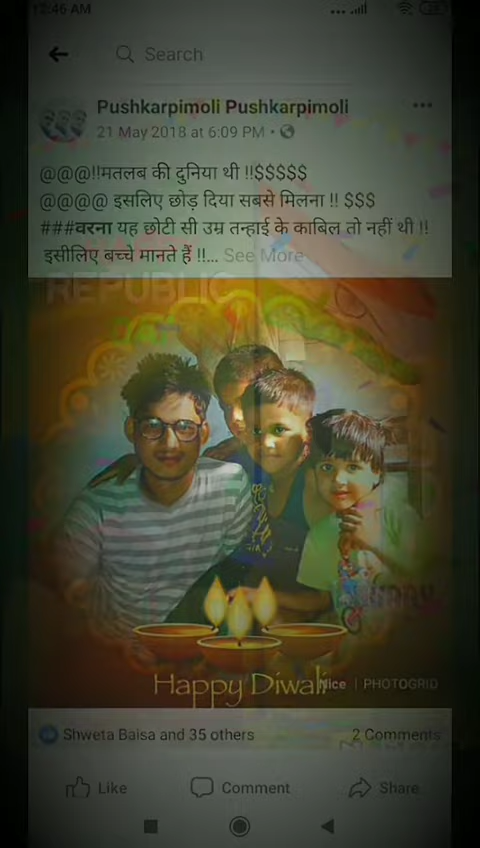 12:46 AM
Search
Pushkarpimoli Pushkarpimoli
21 May 2018 at 6:09 PM
@@@!!मतलब की दुनिया थी !!$$$$$
@@@@ इसलिए छोड़ दिया सबसे मिलना !! $$$
###वरना यह छोटी सी उम्र तन्हाई के काबिल तो नहीं थी !!
इसीलिए बच्चे मानते हैं !!... See More
REPUBLIC
Happy Diwali
Nice | PHOTOGRID
Shweta Baisa and 35 others
2 Comments
Like
Comment
Share